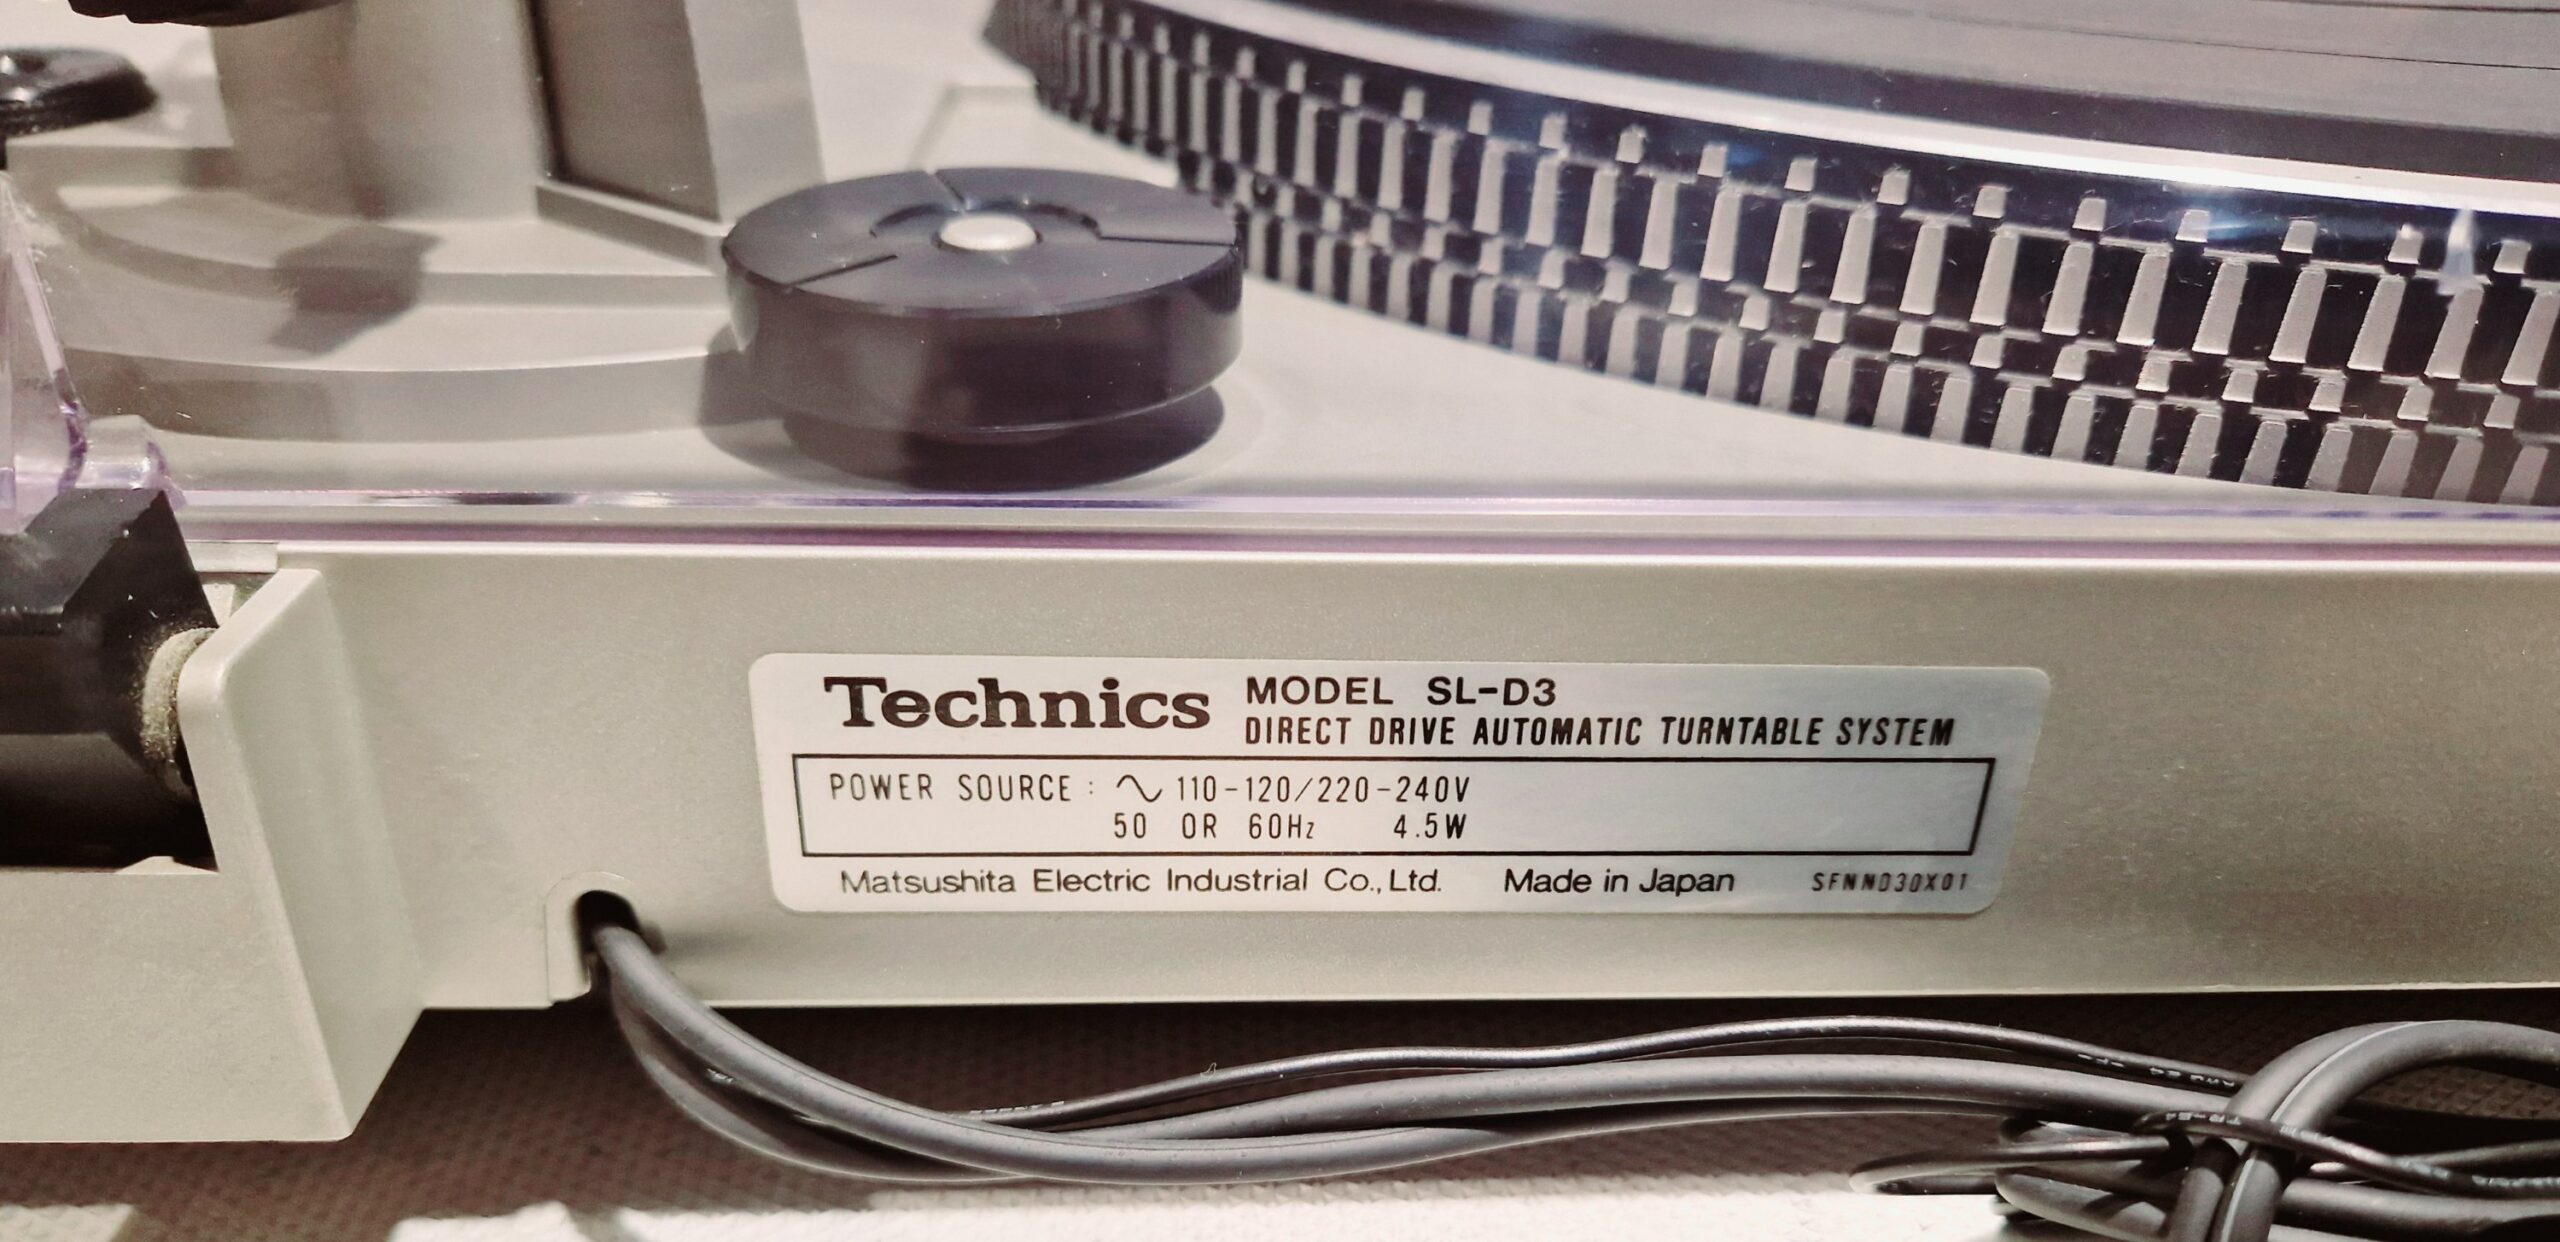 Technics MODEL SL-D3
DIRECT DRIVE AUTOMATIC TURNTABLE SYSTEM
POWER SOURCE : ∿ 110-120/220-240V
50 OR 60Hz 4.5W
Matsushita Electric Industrial Co., Ltd. Made in Japan SFNND30X01